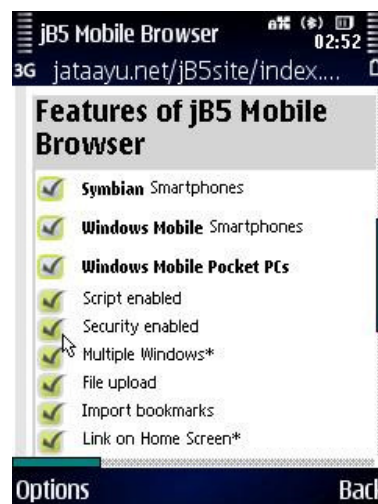 jB5 Mobile Browser
02:52
3G jataayu.net/jB5site/index....
Features of jB5 Mobile
Browser
Symbian Smartphones
Windows Mobile Smartphones
Windows Mobile Pocket PCs
Script enabled
Security enabled
Multiple Windows*
File upload
Import bookmarks
Link on Home Screen*
Options
Back